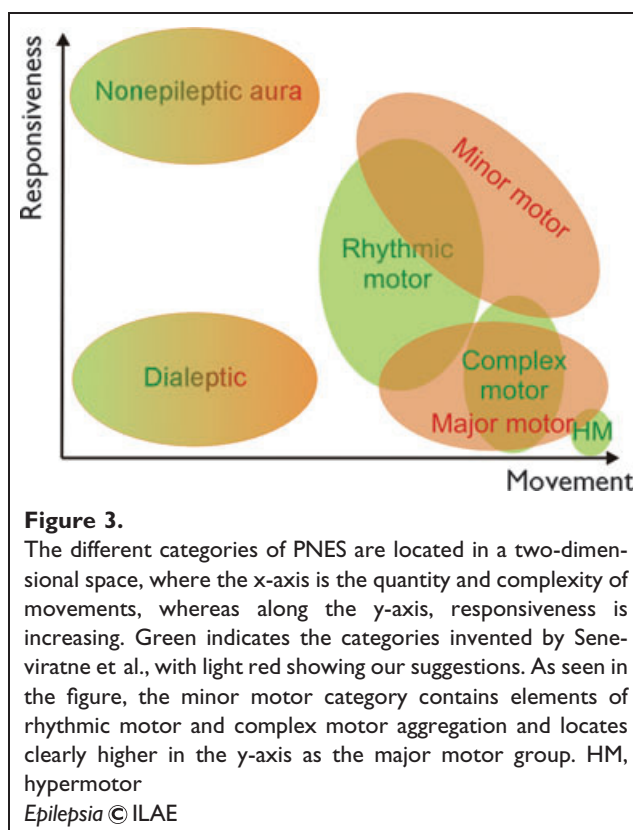 Responsiveness
Nonepileptic aura
Minor motor
Rhythmic
motor
Dialeptic
Complex
motor
Major motor
HM
Movement
Figure 3.
The different categories of PNES are located in a two-dimen-
sional space, where the x-axis is the quantity and complexity of
movements, whereas along the y-axis, responsiveness is
increasing. Green indicates the categories invented by Sene-
viratne et al., with light red showing our suggestions. As seen in
the figure, the minor motor category contains elements of
rhythmic motor and complex motor aggregation and locates
clearly higher in the y-axis as the major motor group. HM,
hypermotor
Epilepsia © ILAE